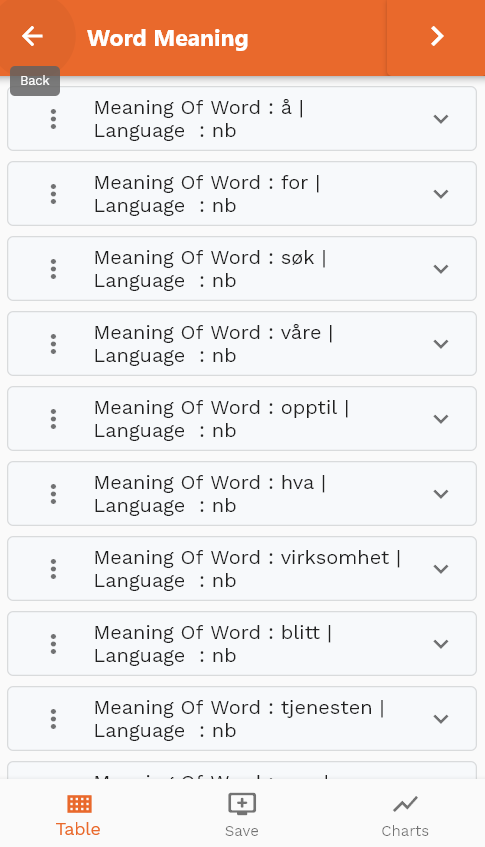 Word Meaning
Back
Meaning Of Word : å |
Language : nb
Meaning Of Word : for |
Language : nb
Meaning Of Word : søk |
Language : nb
Meaning Of Word : våre |
Language : nb
Meaning Of Word : opptil |
Language : nb
Meaning Of Word : hva |
Language : nb
Meaning Of Word : virksomhet |
Language : nb
Meaning Of Word : blitt |
Language : nb
Meaning Of Word : tjenesten |
Language : nb
Table
Save
Charts